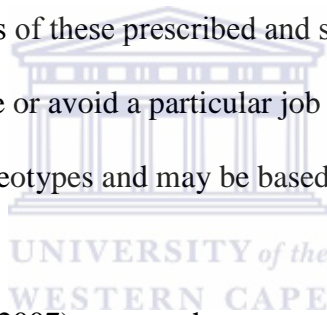 s of these prescribed and s
e or avoid a particular job
eotypes and may be based
UNIVERSITY of the
WESTERN CAPE
2007)